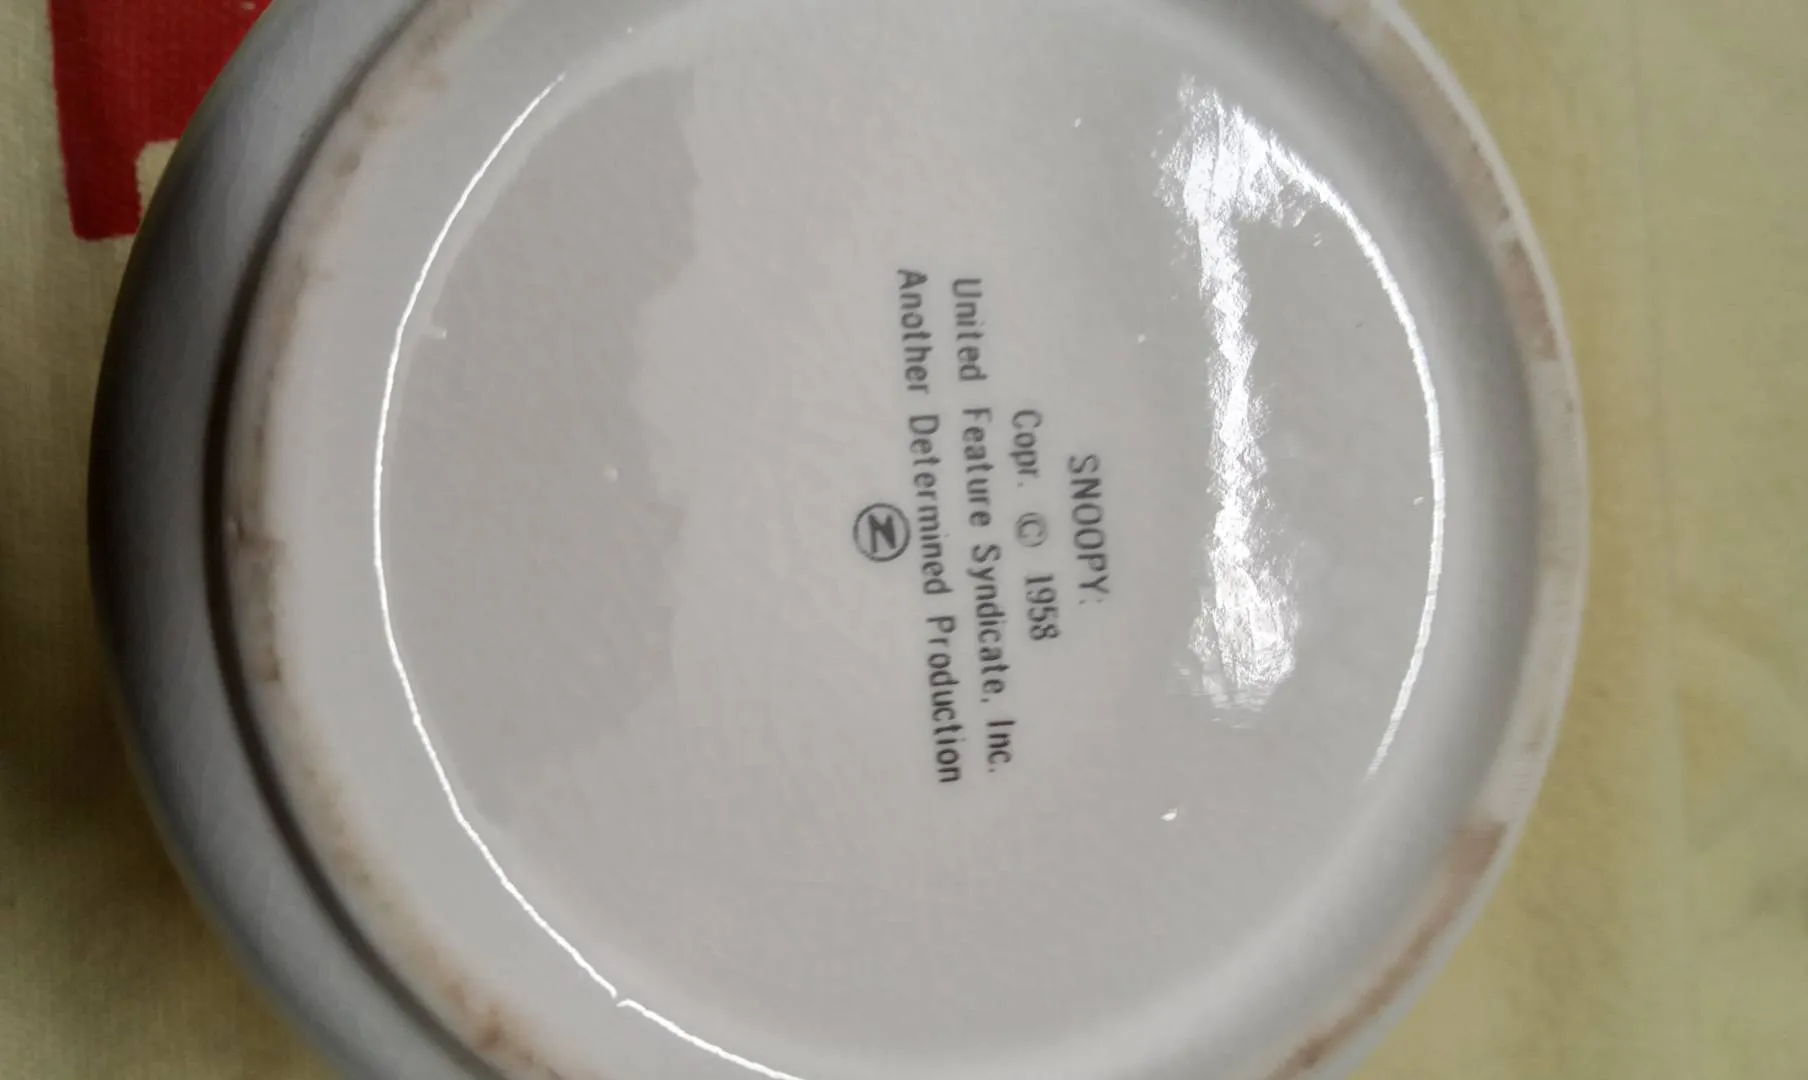 SNOOPY:
Copr. © 1958
United Feature Syndicate, Inc.
Another Determined Production
Z